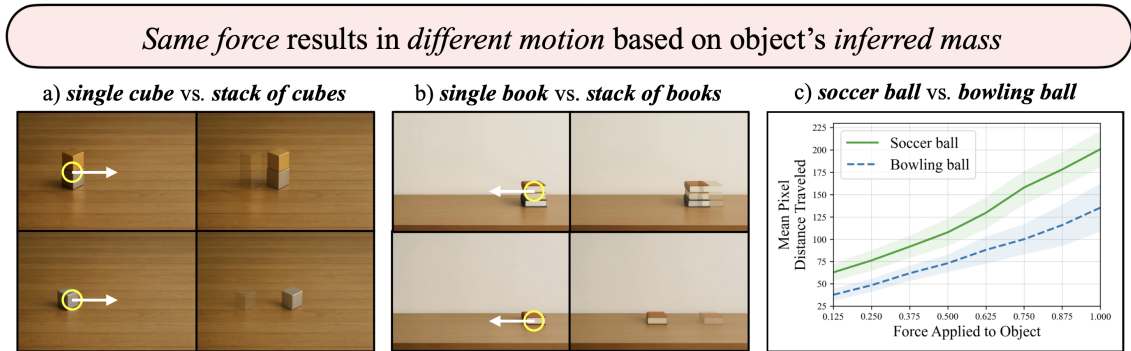 Same force results in different motion based on object's inferred mass
a) single cube vs. stack of cubes
b) single book vs. stack of books
c) soccer ball vs. bowling ball
Mean Pixel
Distance Traveled
225
200
175
150
125
100
75
50
25
Soccer ball
Bowling ball
0.125 0.250 0.375 0.500 0.625 0.750 0.875 1.000
Force Applied to Object